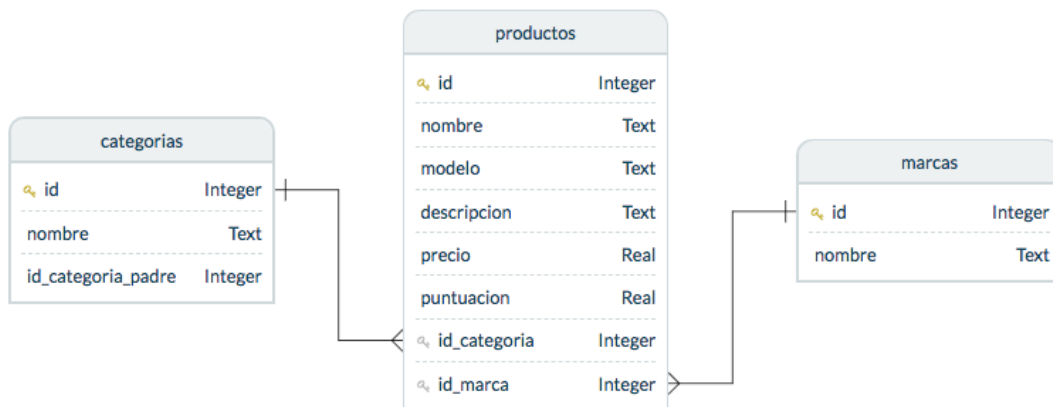 categorias
id Integer
nombre Text
id_categoria_padre Integer
productos
id Integer
nombre Text
modelo Text
descripcion Text
precio Real
puntuacion Real
id_categoria Integer
id_marca Integer
marcas
id Integer
nombre Text